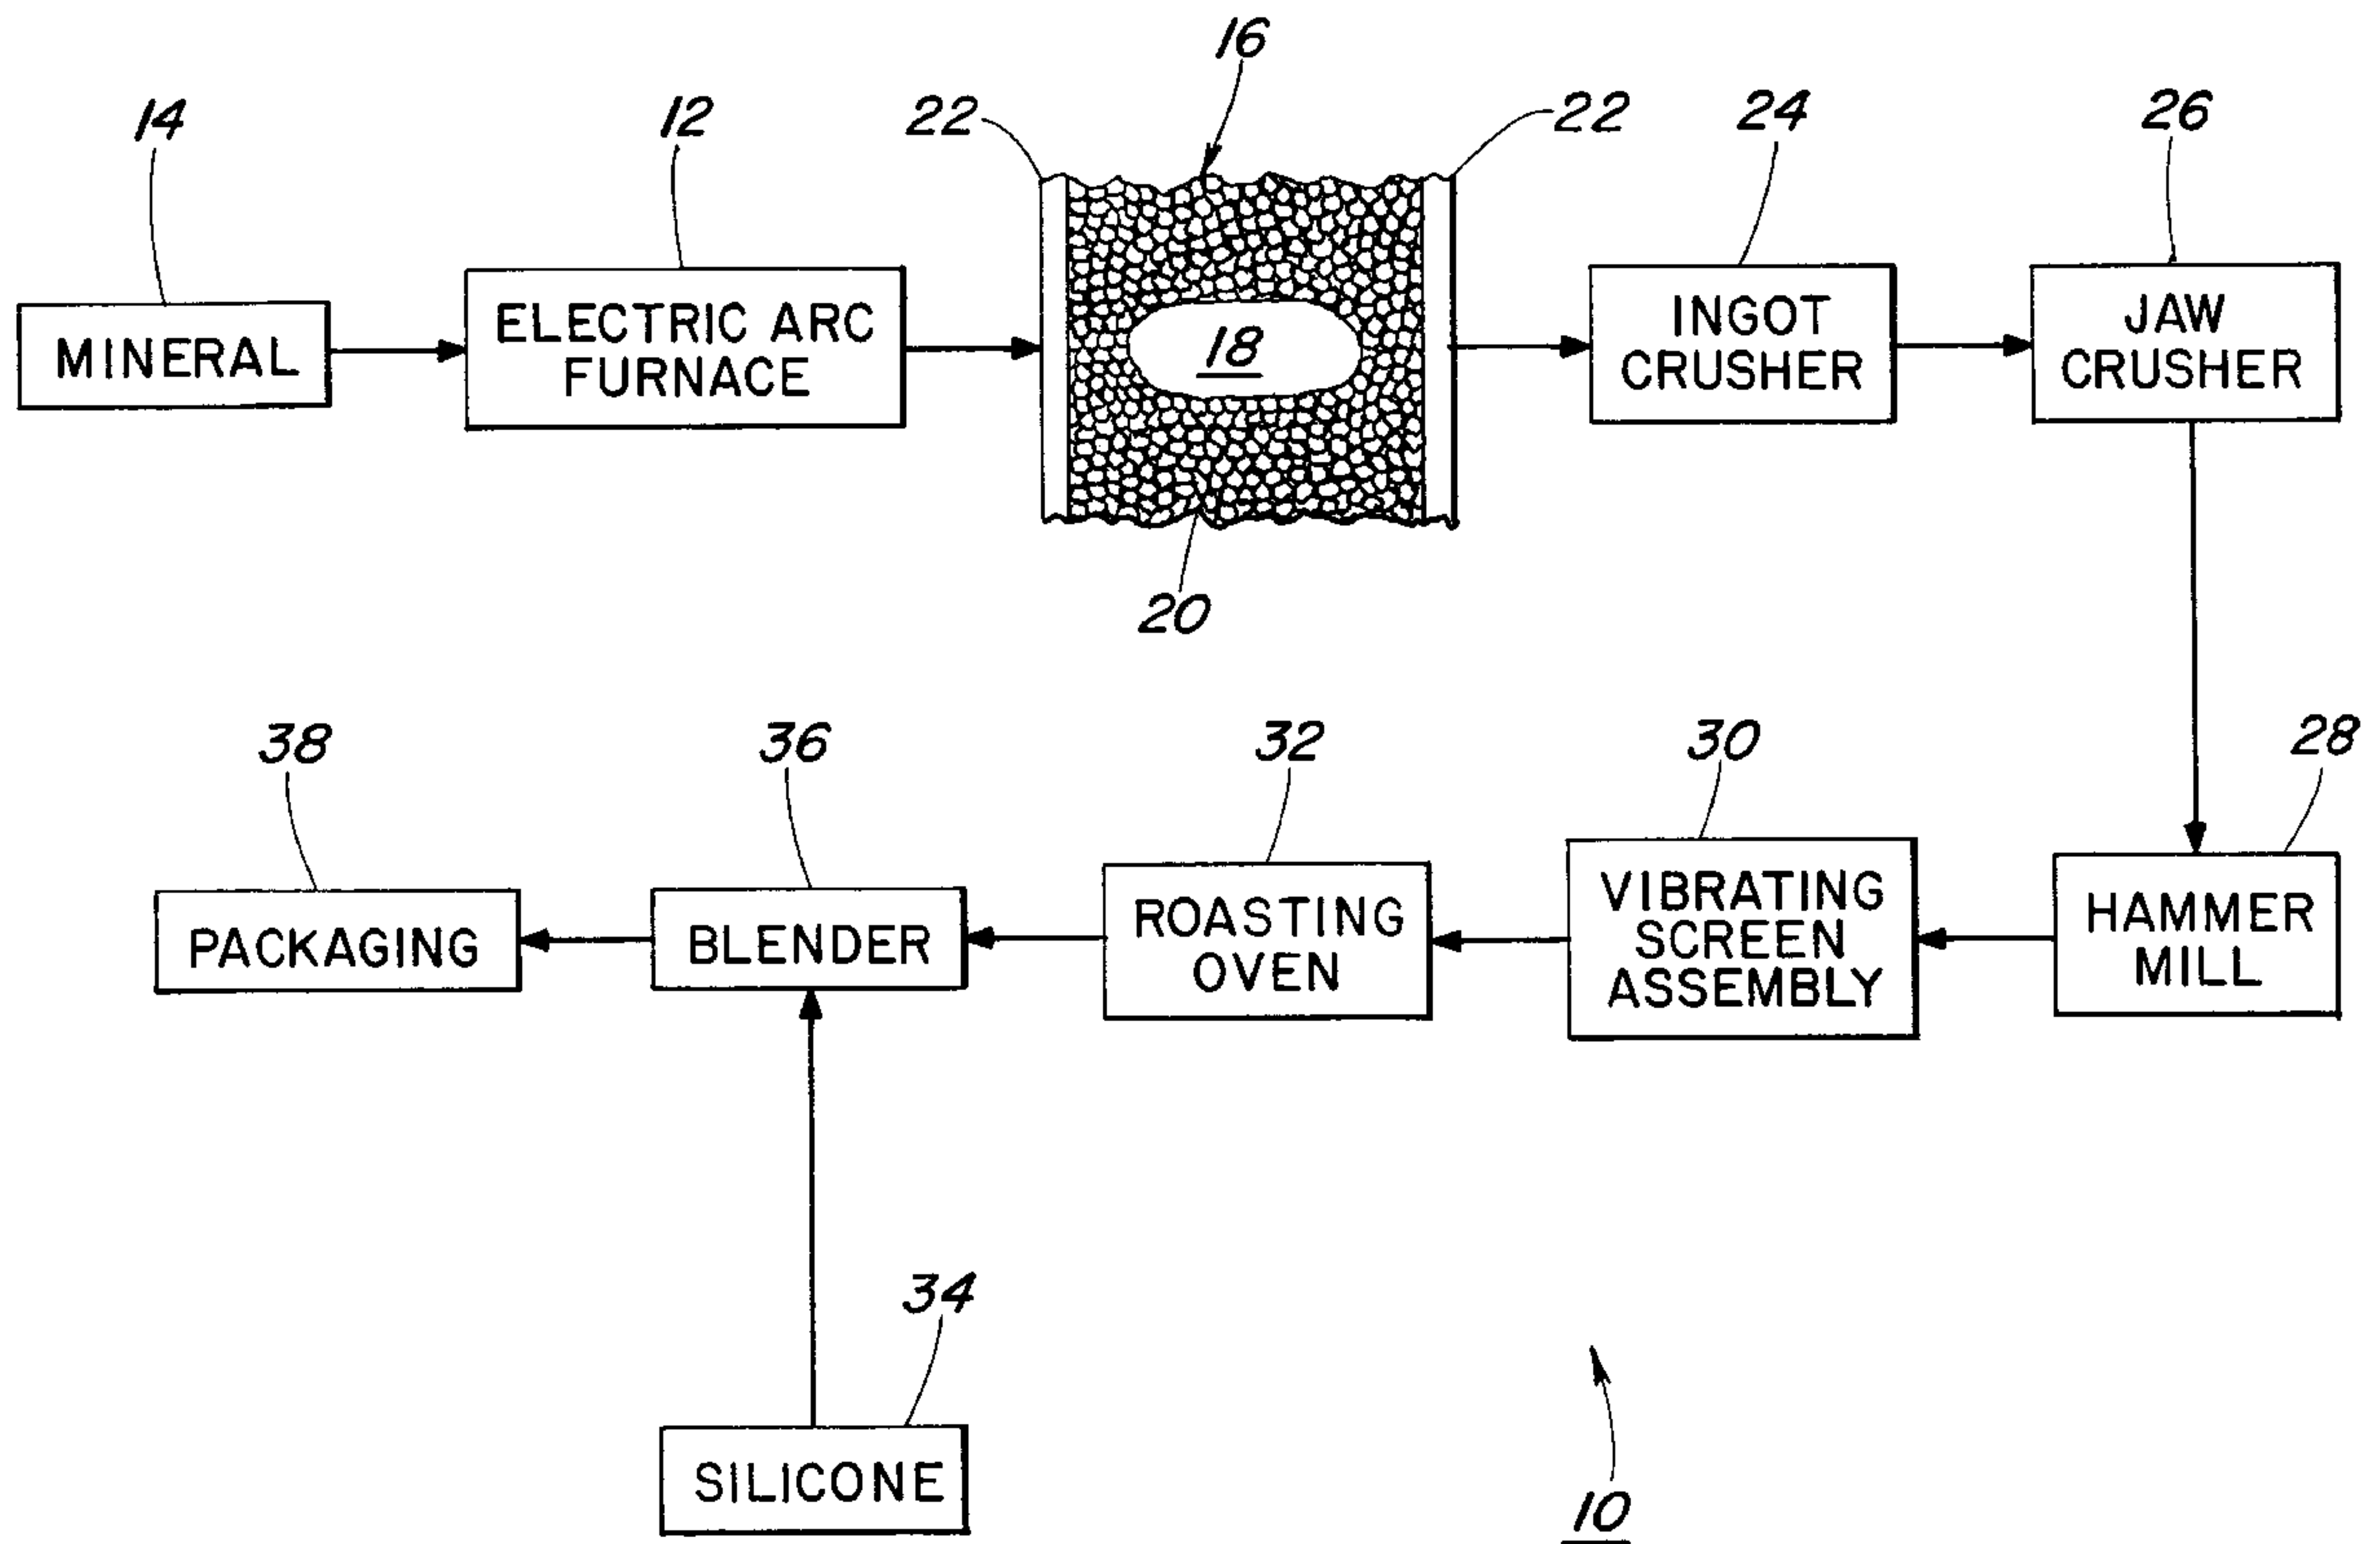 16
14
12
22
22
24
26
MINERAL
ELECTRIC ARC
FURNACE
18
INGOT
CRUSHER
JAW
CRUSHER
20
38
36
32
30
28
PACKAGING
BLENDER
ROASTING
OVEN
VIBRATING
SCREEN
ASSEMBLY
HAMMER
MILL
34
SILICONE
10